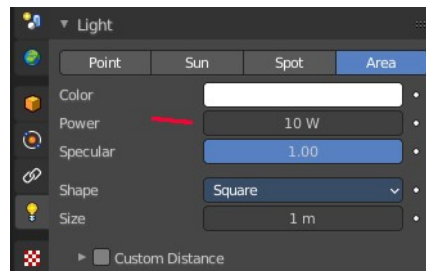 Light
Point Sun Spot Area
Color
Power 10 W
Specular 1.00
Shape Square
Size 1 m
Custom Distance